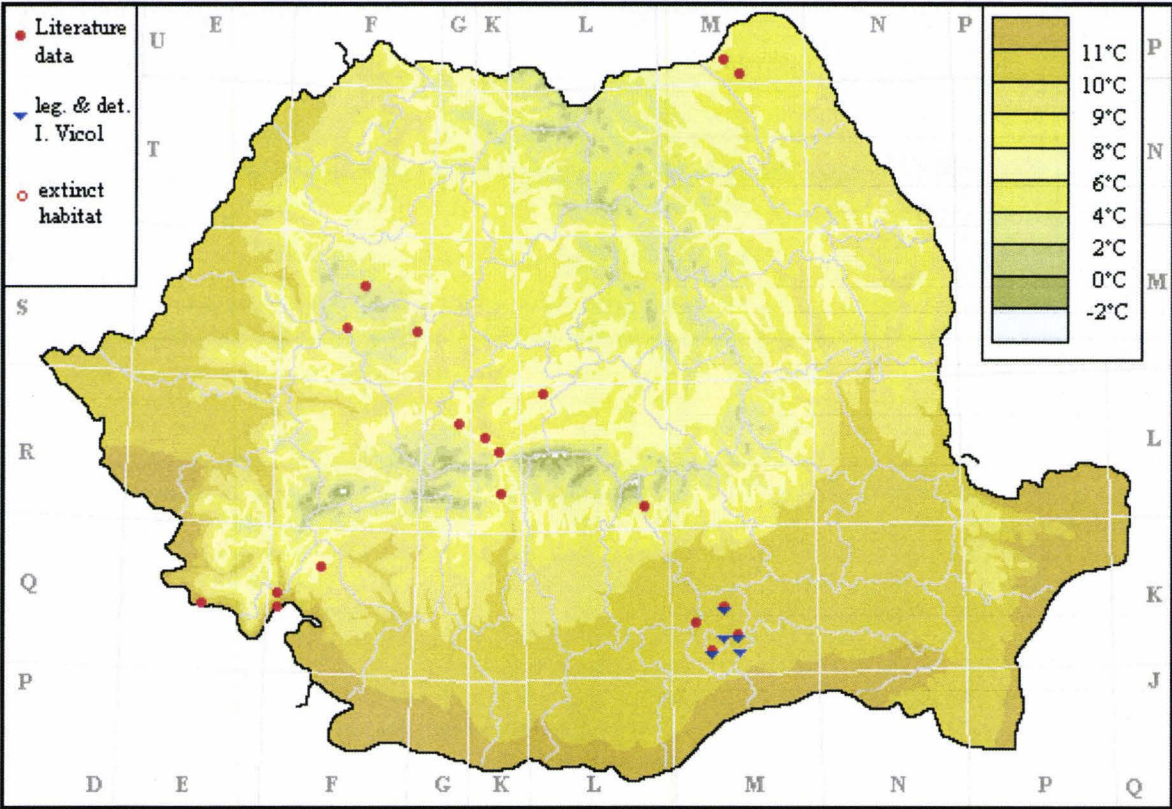 Literature
data
leg. & det.
I. Vicol
extinct
habitat
E F G K L M N P
U
T
S
R
Q
P
11°C
10°C
9°C
8°C
6°C
4°C
2°C
0°C
-2°C
P
N
M
L
K
J
D E F G K L M N P Q